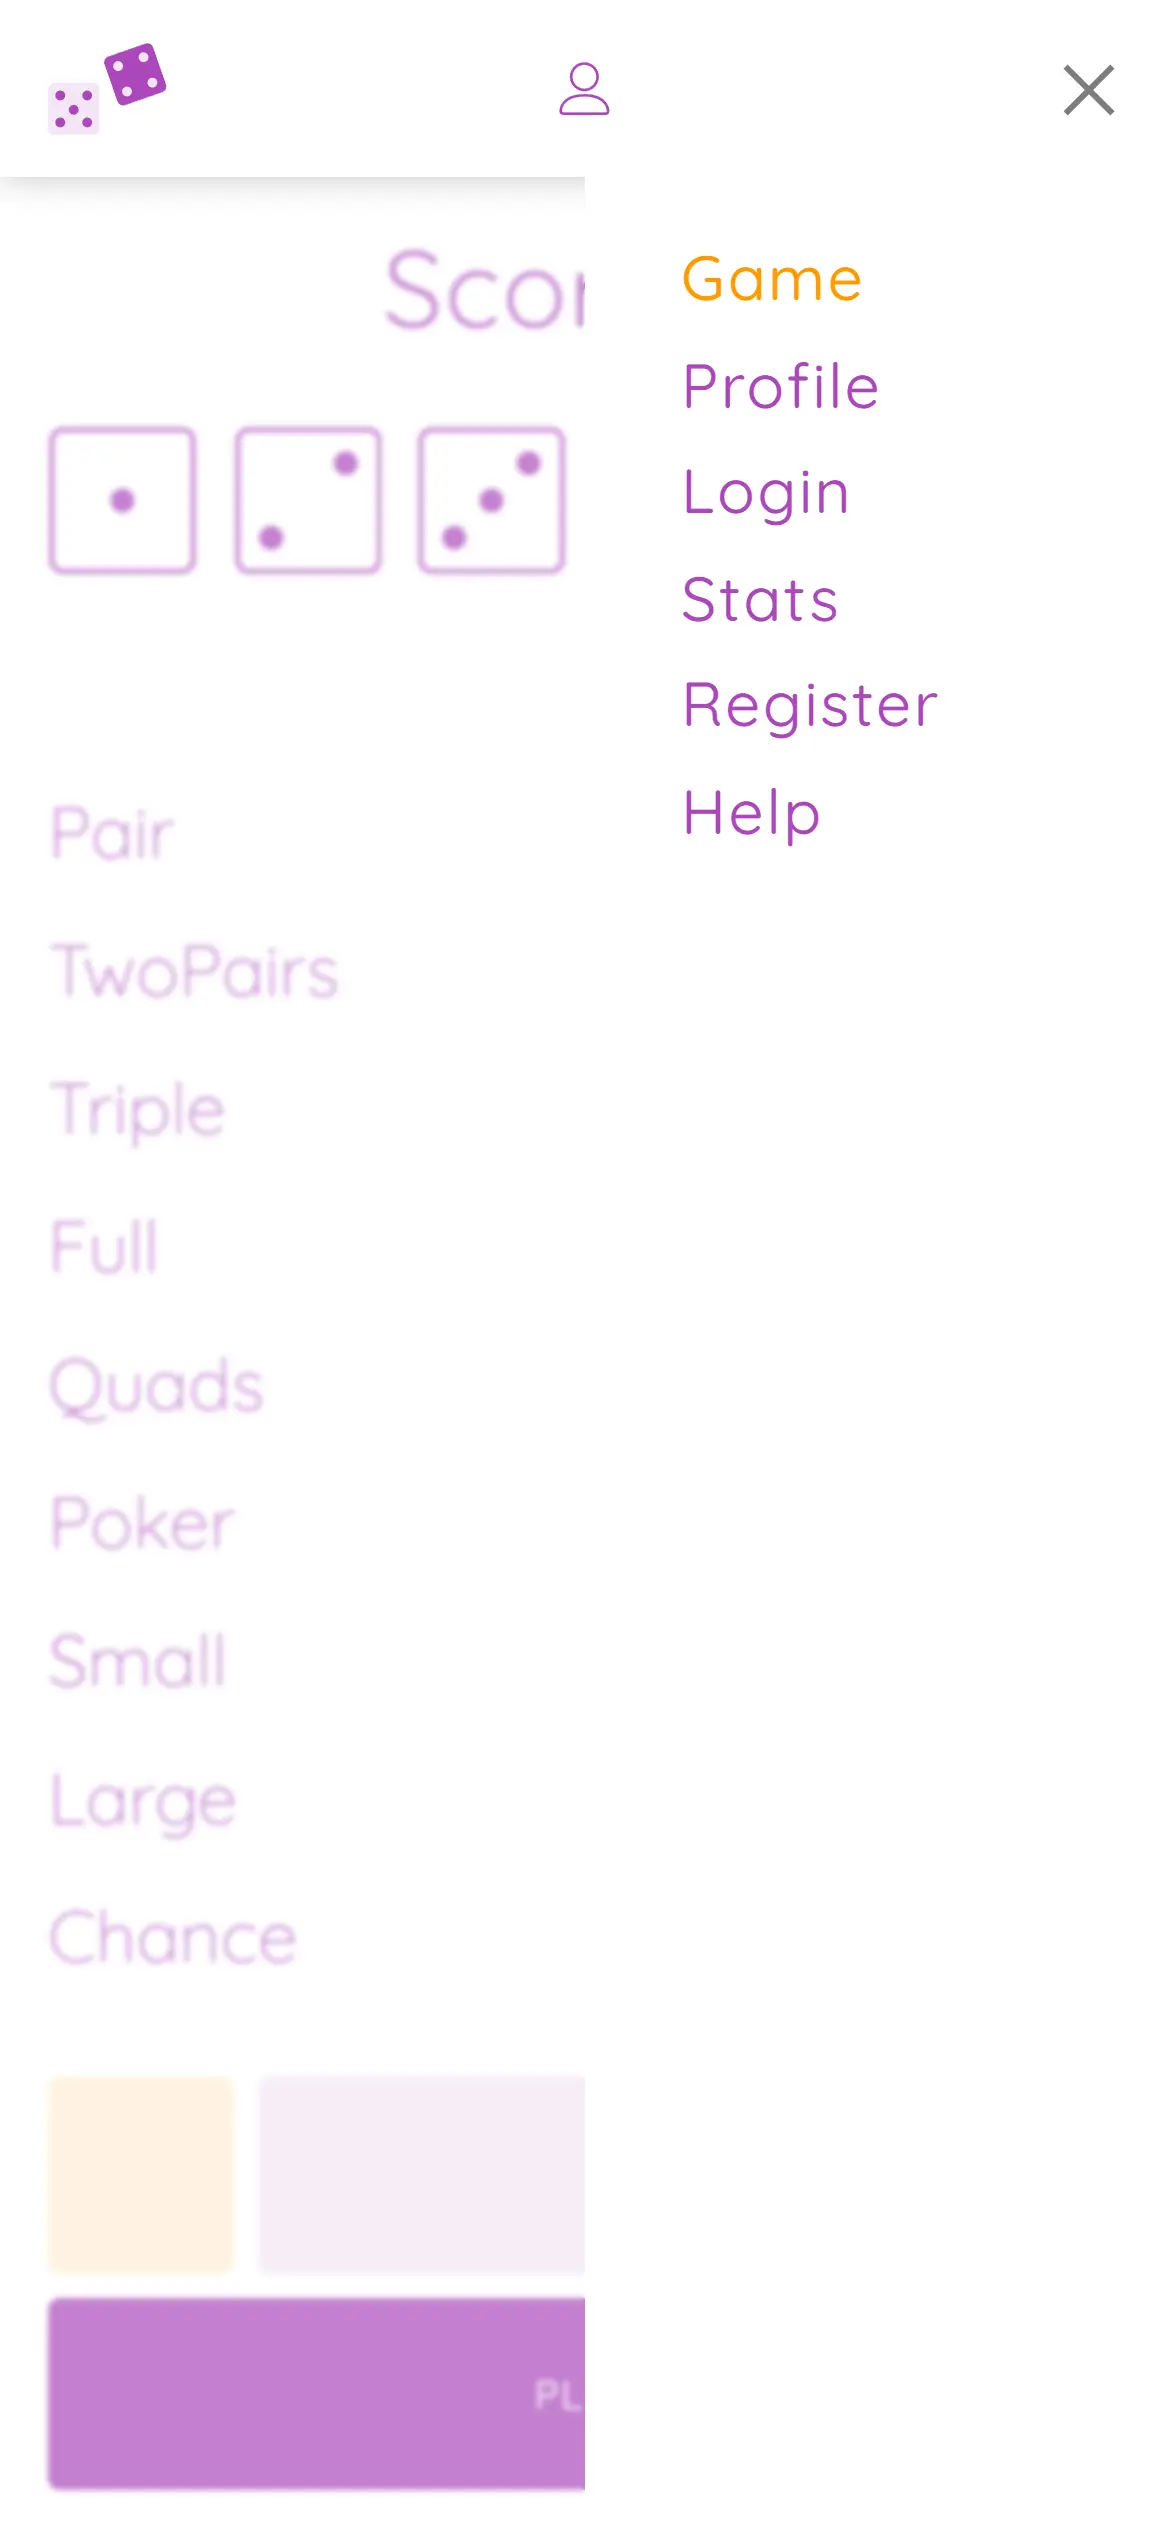 Scor
Game
Profile
Login
Stats
Register
Help
Pair
TwoPairs
Triple
Full
Quads
Poker
Small
Large
Chance
PL